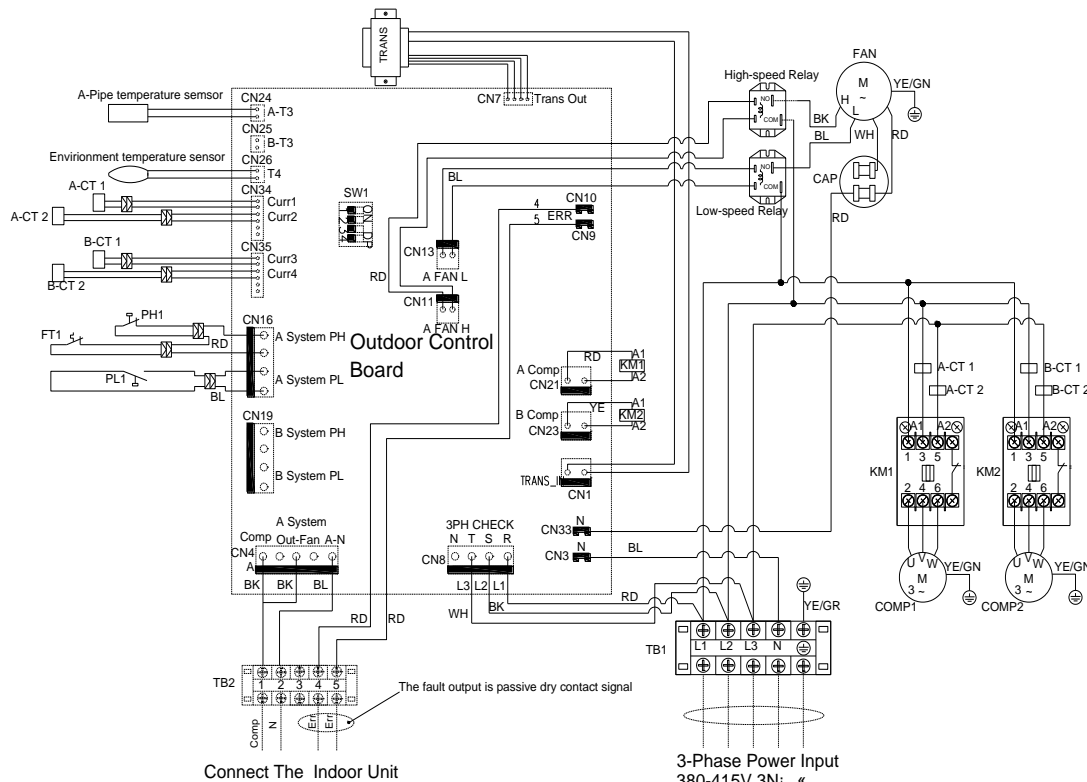 TRANS
CN7
Trans Out
A-Pipe temperature semsor
CN24
A-T3
CN25
B-T3
Envirionment temperature sensor
CN26
T4
A-CT 1
CN34
Curr1
A-CT 2
Curr2
B-CT 1
CN35
Curr3
Curr4
B-CT 2
SW1
ON DIP
1 2 3 4
High-speed Relay
NO
COM
Low-speed Relay
NO
COM
FAN
M
~
H
L
YE/GN
BK
BL
WH
RD
CAP
RD
BL
4
CN10
5
ERR
CN9
CN13
A FAN L
RD
CN11
A FAN H
PH1
CN16
A System PH
FT1
RD
Outdoor Control
Board
PL1
A System PL
BL
CN19
B System PH
B System PL
A Comp
RD
A1
KM1
CN21
A2
B Comp
YE
A1
KM2
CN23
A2
TRANS_IN
CN1
A-CT 1
A-CT 2
B-CT 1
B-CT 2
A1
A2
1 3 5
KM1
2 4 6
A1
A2
1 3 5
KM2
2 4 6
U V W
M
3 ~
YE/GN
COMP1
U V W
M
3 ~
YE/GN
COMP2
A System
Comp
Out-Fan
A-N
CN4
A
BK
BK
BL
3PH CHECK
N T S R
CN8
L3 L2 L1
WH
BK
RD
N
CN33
N
CN3
BL
YE/GR
RD
RD
TB1
L1 L2 L3 N
TB2
1 2 3 4 5
The fault output is passive dry contact signal
Comp
N
Err
Err
Connect The Indoor Unit
3-Phase Power Input
380-415V 3N